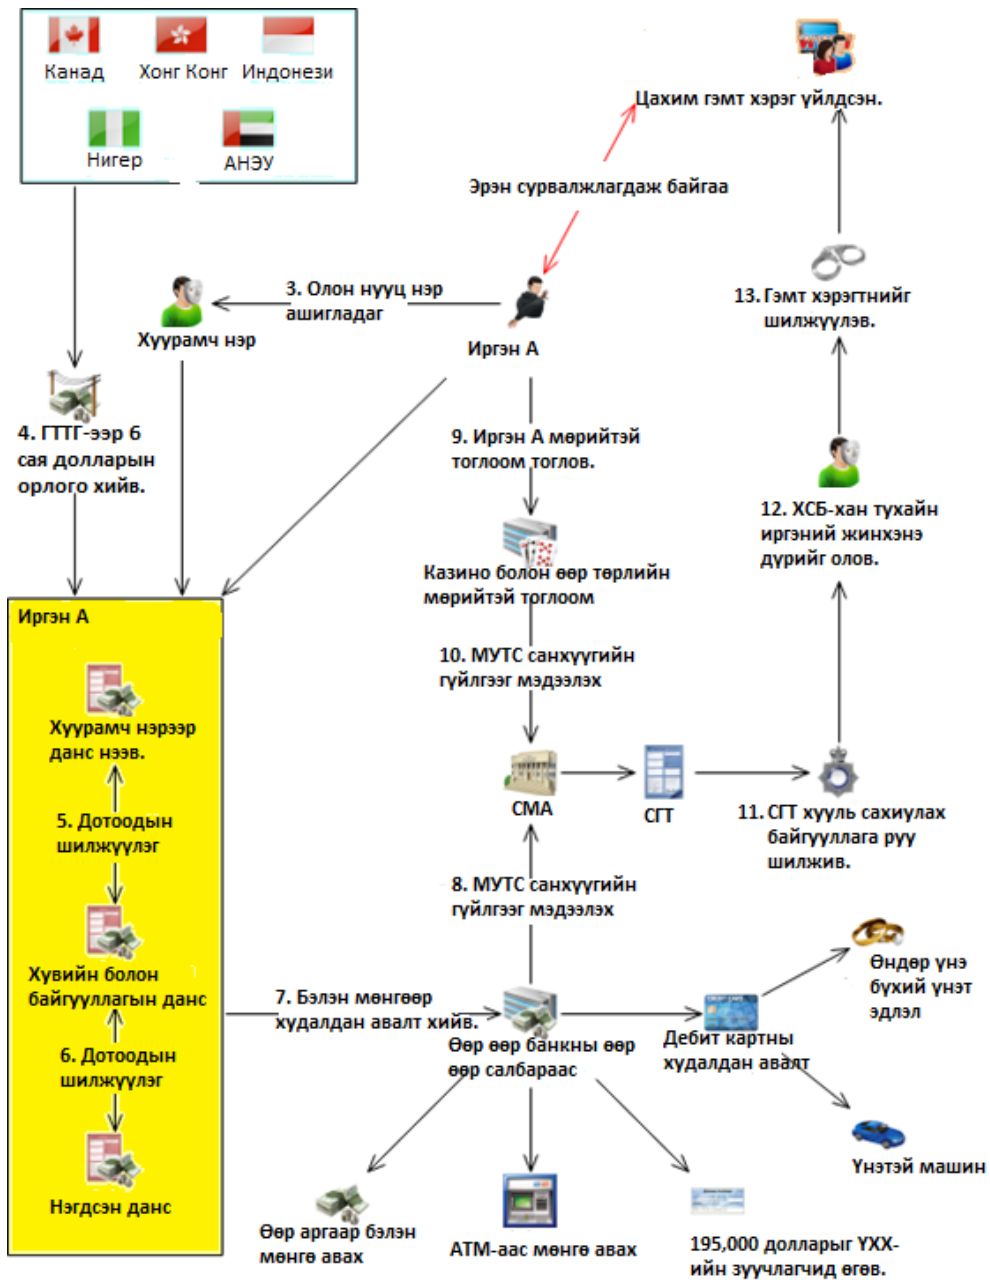 Канад
Хонг Конг
Индонези
Нигер
АНЭУ
Цахим гэмт хэрэг үйлдсэн.
Эрэн сурвалжлагдаж байгаа
3. Олон нууц нэр
ашигладаг
Хуурамч нэр
Иргэн А
13. Гэмт хэрэгтнийг
шилжүүлэв.
4. ГТТГ-ээр 6
сая долларын
орлого хийв.
9. Иргэн А мөрийтэй
тоглоом тоглов.
12. ХСБ-хан тухайн
иргэний жинхэнэ
дүрийг олов.
Казино болон өөр төрлийн
мөрийтэй тоглоом
Иргэн А
10. МУТС санхүүгийн
гүйлгээг мэдээлэх
Хуурамч нэрээр
данс нээв.
СМА
СГТ
11. СГТ хууль сахиулах
байгууллага руу
шилжив.
5. Дотоодын
шилжүүлэг
8. МУТС санхүүгийн
гүйлгээг мэдээлэх
Хувийн болон
байгууллагын данс
7. Бэлэн мөнгөөр
худалдан авалт хийв.
Өөр өөр банкны өөр
өөр салбараас
Дебит картны
худалдан авалт
Өндөр үнэ
бүхий үнэт
эдлэл
6. Дотоодын
шилжүүлэг
Үнэтэй машин
Нэгдсэн данс
Өөр аргаар бэлэн
мөнгө авах
АТМ-аас мөнгө авах
195,000 долларыг ҮХХ-
ийн зуучлагчид өгөв.